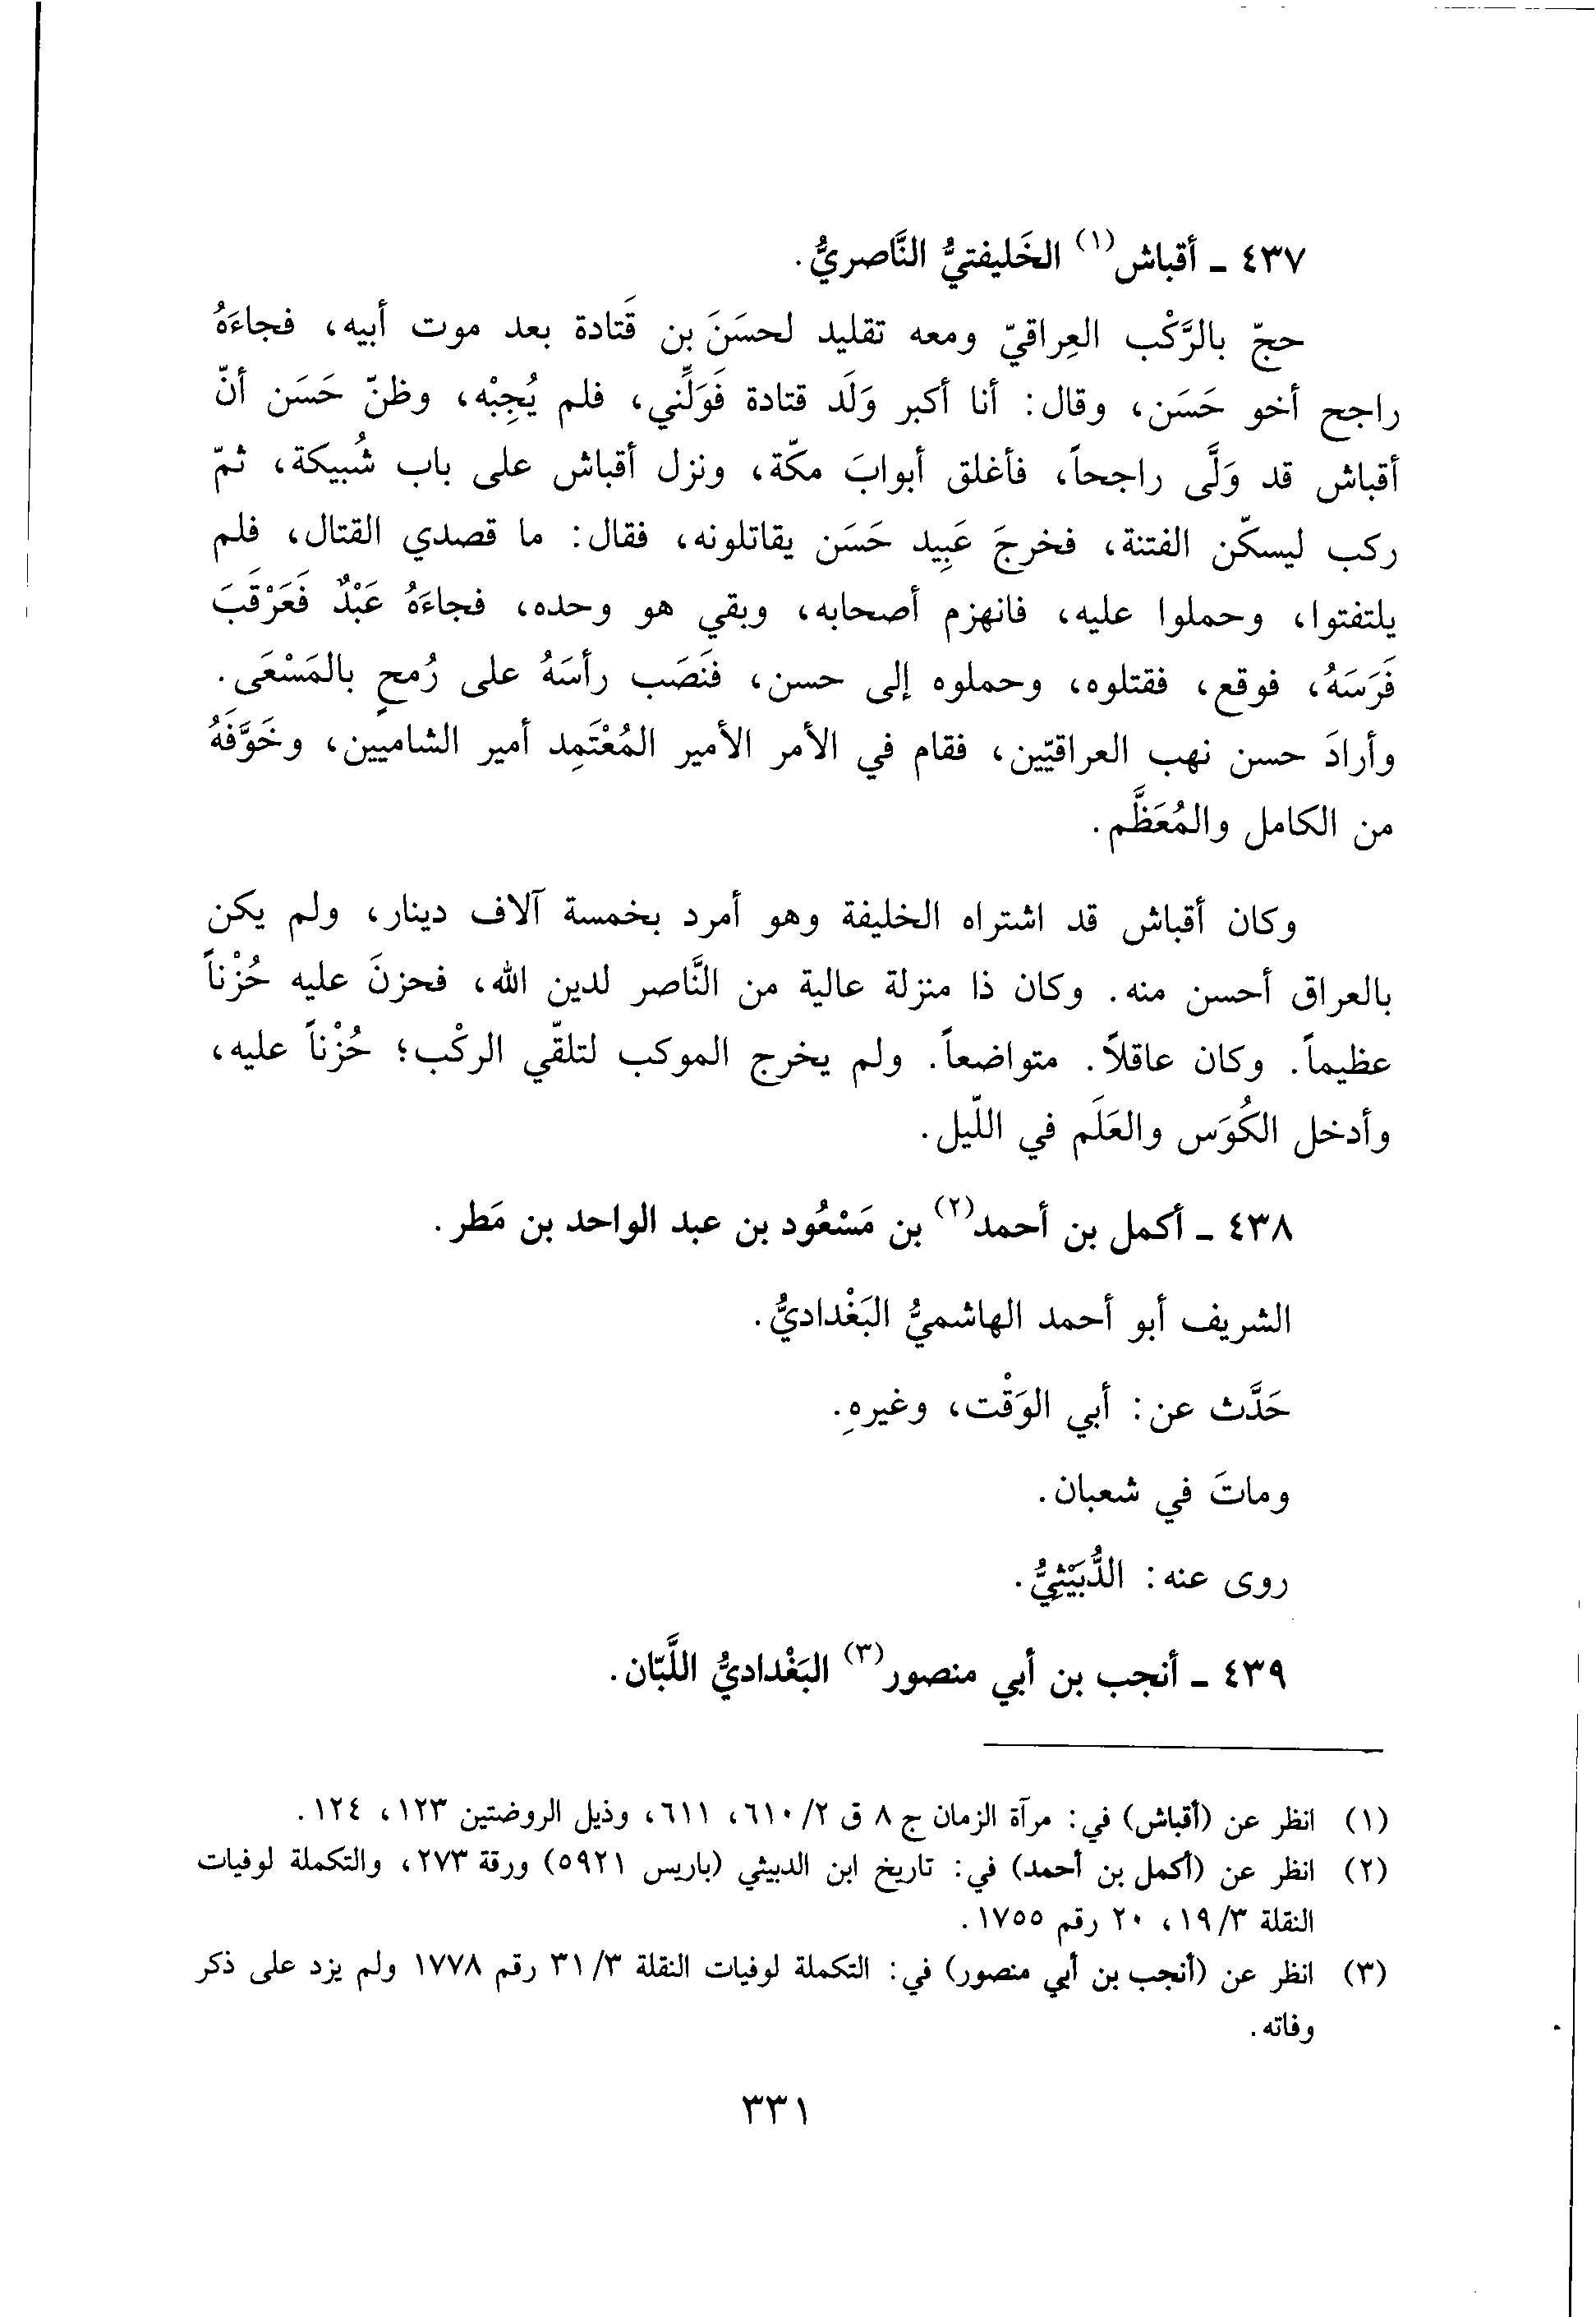 ٤٣٧ ـ أقباش(١) الخَليفتيُّ النَّاصريُّ.
حجّ بالرَّكْب العِراقيّ ومعه تقليد لحسَنَ بن قَتادة بعد موت أبيه، فجاءَهُ
راجح أخو حَسَن، وقال: أنا أكبر وَلَد قتادة فَوَلِّني، فلم يُجِبْه، وظنّ حَسَن أنّ
أقباش قد وَلَّى راجحاً، فأغلق أبوابَ مكّة، ونزل أقباش على باب شُبيكة، ثمّ
ركب ليسكّن الفتنة، فخرجَ عَبِيد حَسَن يقاتلونه، فقال: ما قصدي القتال، فلم
يلتفتوا، وحملوا عليه، فانهزم أصحابه، وبقي هو وحده، فجاءَهُ عَبْدٌ فَعَرْقَبَ
فَرَسَهُ، فوقع، فقتلوه، وحملوه إلى حسن، فنَصَب رأسَهُ على رُمحٍ بالمَسْعَى.
وأرادَ حسن نهب العراقيّين، فقام في الأمر الأمير المُعْتَمِد أمير الشاميين، وخَوَّفَهُ
من الكامل والمُعَظَّم.
وكان أقباش قد اشتراه الخليفة وهو أمرد بخمسة آلاف دينار، ولم يكن
بالعراق أحسن منه. وكان ذا منزلة عالية من النَّاصر لدين الله، فحزنَ عليه حُزْناً
عظيماً. وكان عاقلاً. متواضعاً. ولم يخرج الموكب لتلقّي الركْب؛ حُزْناً عليه،
وأدخل الكُوَس والعَلَم في اللّيل.
٤٣٨ ـ أكمل بن أحمد(٢) بن مَسْعُود بن عبد الواحد بن مَطر.
الشريف أبو أحمد الهاشميُّ البَغْداديُّ.
حَدَّث عن: أبي الوَقْت، وغيرهِ.
وماتَ في شعبان.
روى عنه: الدُّبَيْثِيُّ.
٤٣٩ ـ أنجب بن أبي منصور(٣) البَغْداديُّ اللَّبّان.
(١) انظر عن (أقباش) في: مرآة الزمان ج ٨ ق ٢/ ٦١٠، ٦١١، وذيل الروضتين ١٢٣، ١٢٤.
(٢) انظر عن (أكمل بن أحمد) في: تاريخ ابن الدبيثي (باريس ٥٩٢١) ورقة ٢٧٣، والتكملة لوفيات
النقلة ٣/ ١٩، ٢٠ رقم ١٧٥٥.
(٣) انظر عن (أنجب بن أبي منصور) في: التكملة لوفيات النقلة ٣/ ٣١ رقم ١٧٧٨ ولم يزد على ذكر
وفاته.
٣٣١